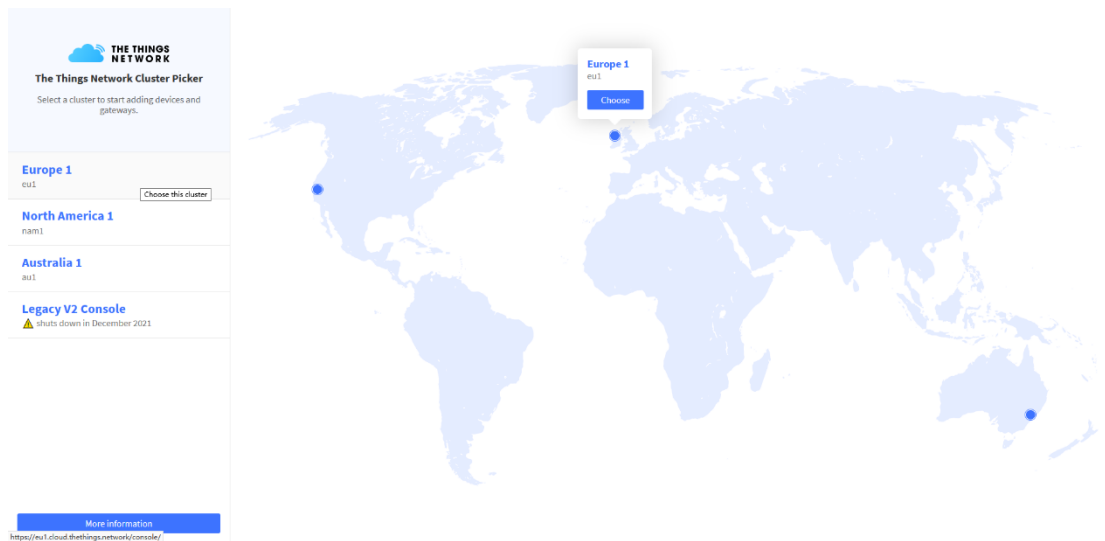 THE THINGS
NETWORK
The Things Network Cluster Picker
Select a cluster to start adding devices and
gateways.
Europe 1
eu1
Choose this cluster
North America 1
nam1
Australia 1
au1
Legacy V2 Console
⚠ shuts down in December 2021
More information
https://eu1.cloud.thethings.network/console/
Europe 1
eu1
Choose